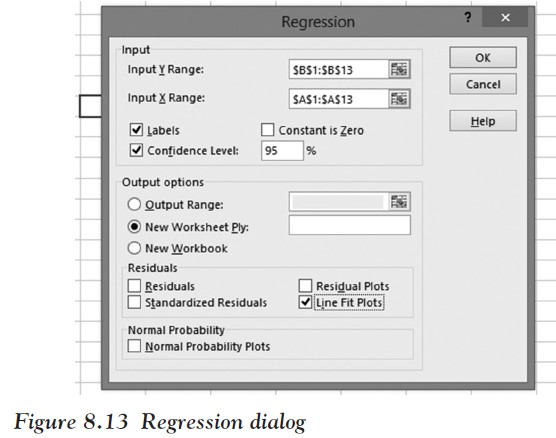 Regression
? ×
Input
Input Y Range: $B$1:$B$13
Input X Range: $A$1:$A$13
Labels Constant is Zero
Confidence Level: 95 %
OK
Cancel
Help
Output options
Output Range:
New Worksheet Ply:
New Workbook
Residuals
Residuals Residual Plots
Standardized Residuals Line Fit Plots
Normal Probability
Normal Probability Plots
Figure 8.13 Regression dialog